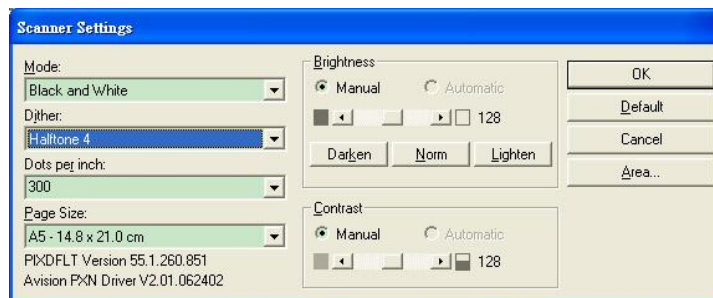 Scanner Settings
Mode:
Black and White
Dither:
Halftone 4
Dots per inch:
300
Page Size:
A5 - 14.8 x 21.0 cm
PIXDFLT Version 55.1.260.851
Avision PXN Driver V2.01.062402
Brightness
Manual Automatic
128
Darken Norm Lighten
Contrast
Manual Automatic
128
OK
Default
Cancel
Area...